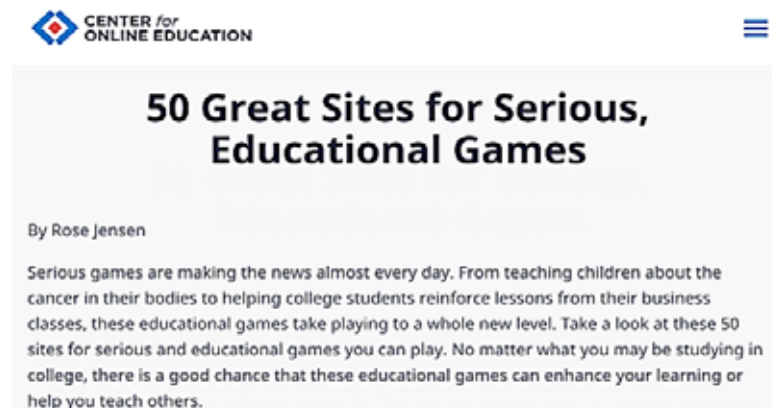 CENTER for
ONLINE EDUCATION
50 Great Sites for Serious,
Educational Games
By Rose Jensen
Serious games are making the news almost every day. From teaching children about the
cancer in their bodies to helping college students reinforce lessons from their business
classes, these educational games take playing to a whole new level. Take a look at these 50
sites for serious and educational games you can play. No matter what you may be studying in
college, there is a good chance that these educational games can enhance your learning or
help you teach others.